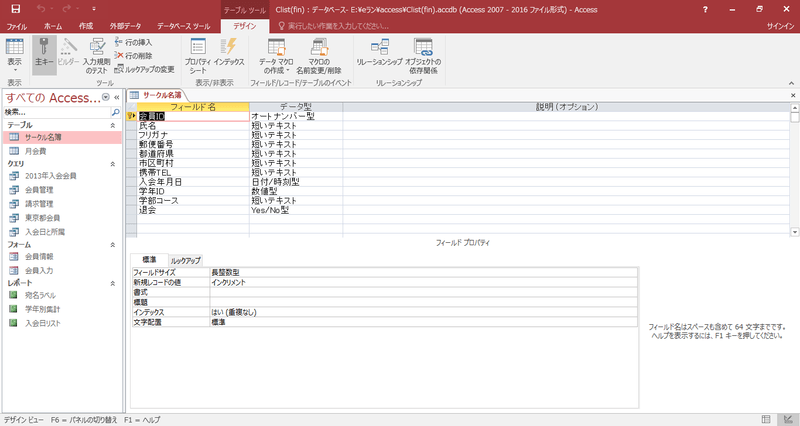 テーブル ツール
Clist(fin) : データベース- E:¥eラン¥access¥Clist(fin).accdb (Access 2007 - 2016 ファイル形式) - Access
ファイル ホーム 作成 外部データ データベース ツール デザイン 実行したい作業を入力してください... サインイン
表示
主キー
ビルダー
入力規則のテスト
行の挿入
行の削除
ルックアップの変更
プロパティ シート
インデックス
データ マクロの作成
マクロの名前変更/削除
リレーションシップ
オブジェクトの依存関係
表示 ツール 表示/非表示 フィールド/レコード/テーブルのイベント リレーションシップ
すべての Access...
検索...
テーブル
サークル名簿
月会費
クエリ
2013年入会会員
会員管理
請求管理
東京都会員
入会日と所属
フォーム
会員情報
会員入力
レポート
宛名ラベル
学年別集計
入会日リスト
サークル名簿
フィールド名 データ型 説明(オプション)
会員ID オートナンバー型
氏名 短いテキスト
フリガナ 短いテキスト
郵便番号 短いテキスト
都道府県 短いテキスト
市区町村 短いテキスト
携帯TEL 短いテキスト
入会年月日 日付/時刻型
学年ID 数値型
学部コース 短いテキスト
退会 Yes/No型
フィールド プロパティ
標準 ルックアップ
フィールドサイズ 長整数型
新規レコードの値 インクリメント
書式
標題
インデックス はい (重複なし)
文字配置 標準
フィールド名はスペースも含めて 64 文字までです。
ヘルプを表示するには、F1 キーを押してください。
デザイン ビュー F6 = パネルの切り替え F1 = ヘルプ